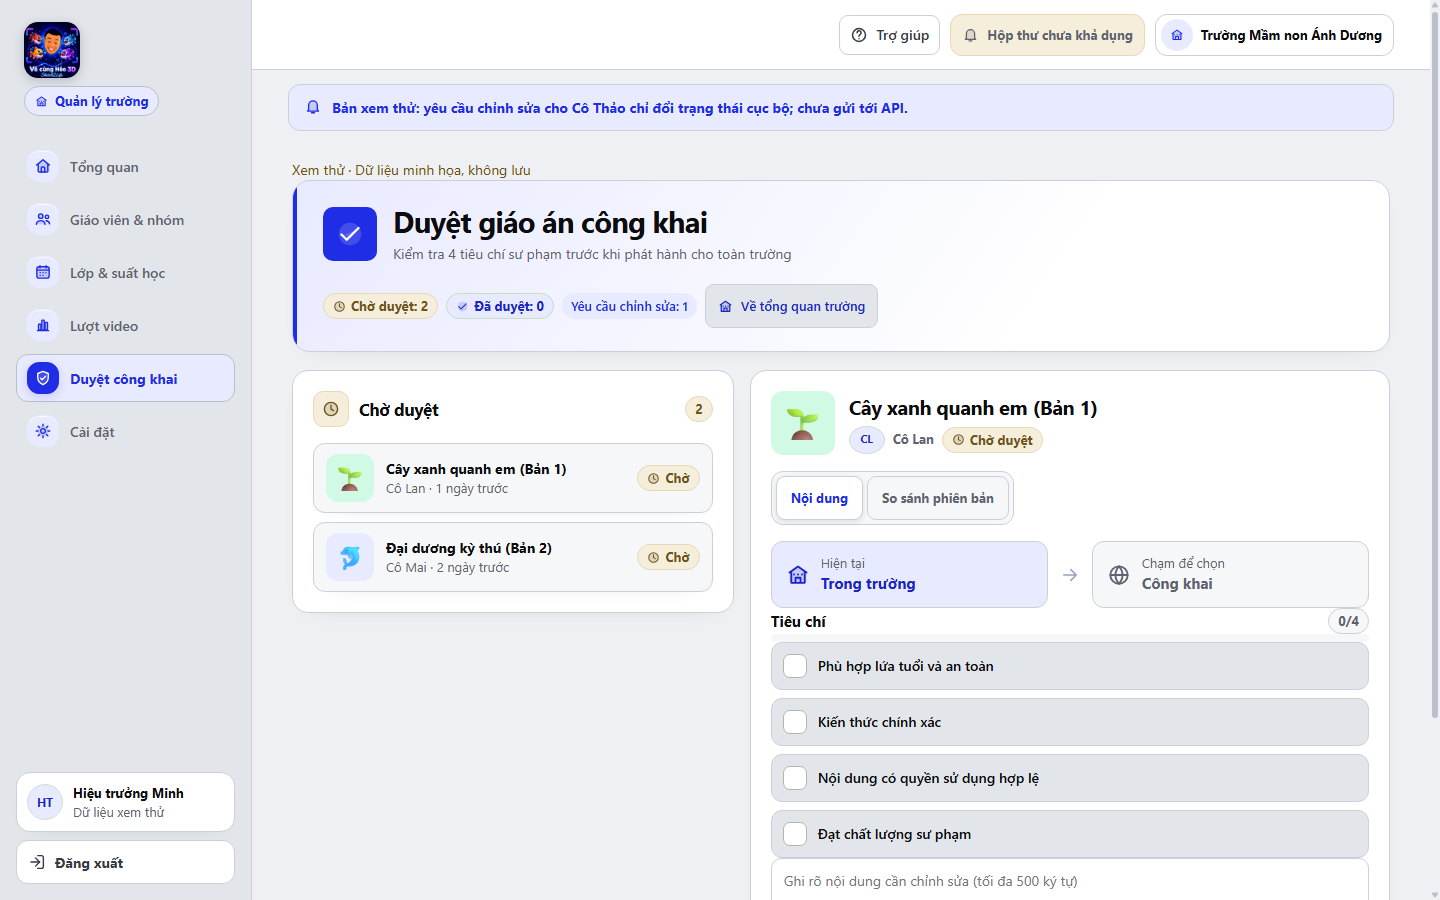 Vẽ cùng Hảo 3D
Quản lý trường
Tổng quan
Giáo viên & nhóm
Lớp & suất học
Lượt video
Duyệt công khai
Cài đặt
HT
Hiệu trưởng Minh
Dữ liệu xem thử
Đăng xuất
Trợ giúp
Hộp thư chưa khả dụng
Trường Mầm non Ánh Dương
Bản xem thử: yêu cầu chỉnh sửa cho Cô Thảo chỉ đổi trạng thái cục bộ; chưa gửi tới API.
Xem thử · Dữ liệu minh họa, không lưu
Duyệt giáo án công khai
Kiểm tra 4 tiêu chí sư phạm trước khi phát hành cho toàn trường
Chờ duyệt: 2
Đã duyệt: 0
Yêu cầu chỉnh sửa: 1
Về tổng quan trường
Chờ duyệt
2
Cây xanh quanh em (Bản 1)
Cô Lan · 1 ngày trước
Chờ
Đại dương kỳ thú (Bản 2)
Cô Mai · 2 ngày trước
Chờ
Cây xanh quanh em (Bản 1)
CL
Cô Lan
Chờ duyệt
Nội dung
So sánh phiên bản
Hiện tại
Trong trường
Chạm để chọn
Công khai
Tiêu chí
0/4
Phù hợp lứa tuổi và an toàn
Kiến thức chính xác
Nội dung có quyền sử dụng hợp lệ
Đạt chất lượng sư phạm
Ghi rõ nội dung cần chỉnh sửa (tối đa 500 ký tự)